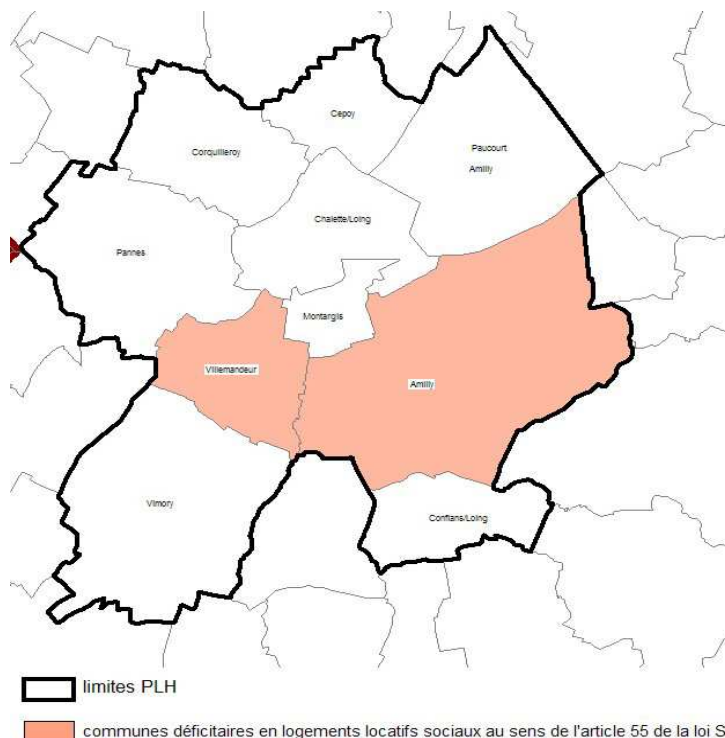 Cepoy
Corquilleroy
Paucourt
Amilly
Chalette/Loing
Pannes
Montargis
Villemandeur
Amilly
Vimory
Conflans/Loing
limites PLH
communes déficitaires en logements locatifs sociaux au sens de l'article 55 de la loi S